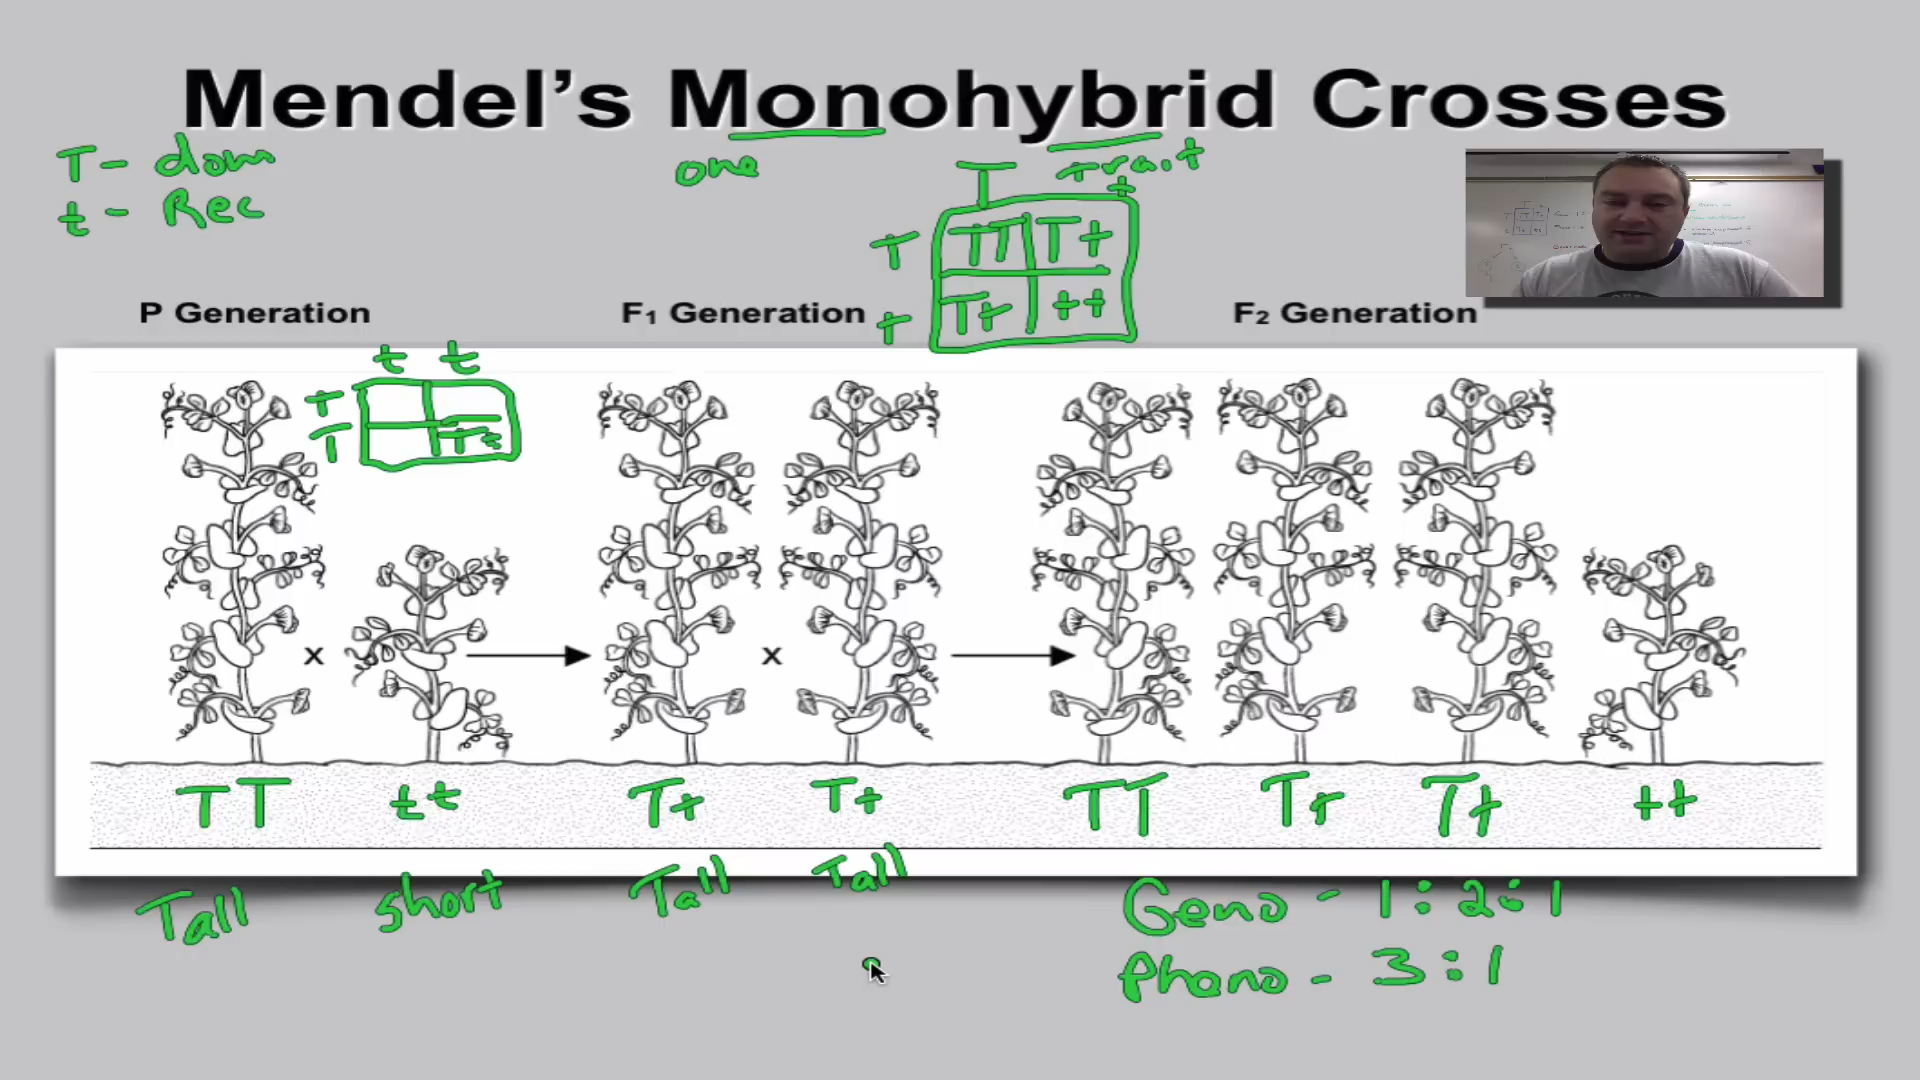 Mendel's Monohybrid Crosses
T - dom
t - Rec
one
Trait
T t
T TT Tt
t Tt tt
P Generation
F₁ Generation
F₂ Generation
t t
T
T Tt
x
x
TT tt Tt Tt TT Tt Tt tt
Tall short Tall Tall
Geno - 1:2:1
Pheno - 3:1